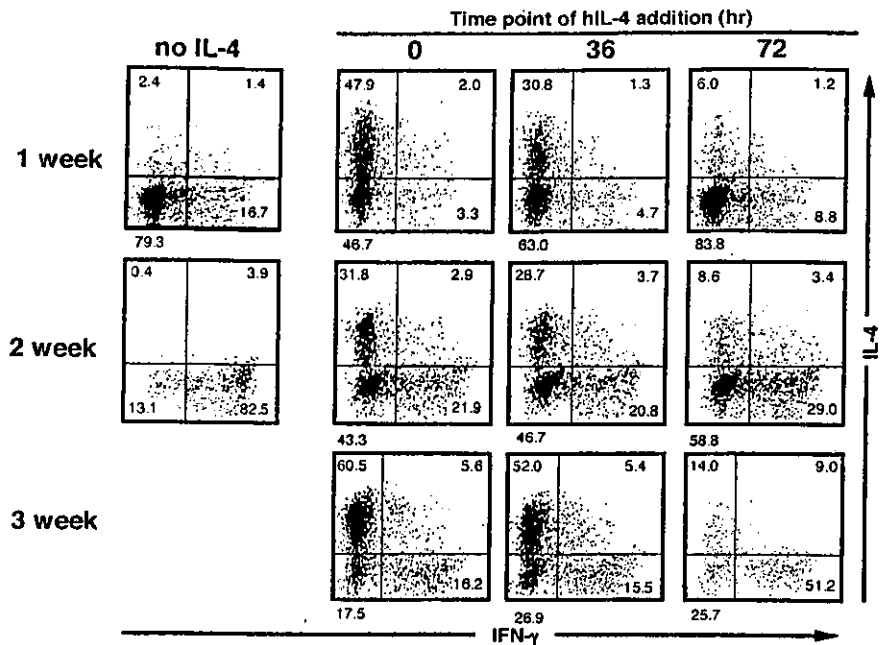 Time point of hIL-4 addition (hr)
no IL-4 0 36 72
2.4 1.4 47.9 2.0 30.8 1.3 6.0 1.2
1 week
16.7 3.3 4.7 8.8
79.3 46.7 63.0 83.8
0.4 3.9 31.8 2.9 28.7 3.7 8.6 3.4
IL-4
2 week
13.1 82.5 21.9 20.8 29.0
43.3 46.7 58.8
60.5 5.6 52.0 5.4 14.0 9.0
3 week
16.2 15.5 51.2
17.5 26.9 25.7
IFN-γ